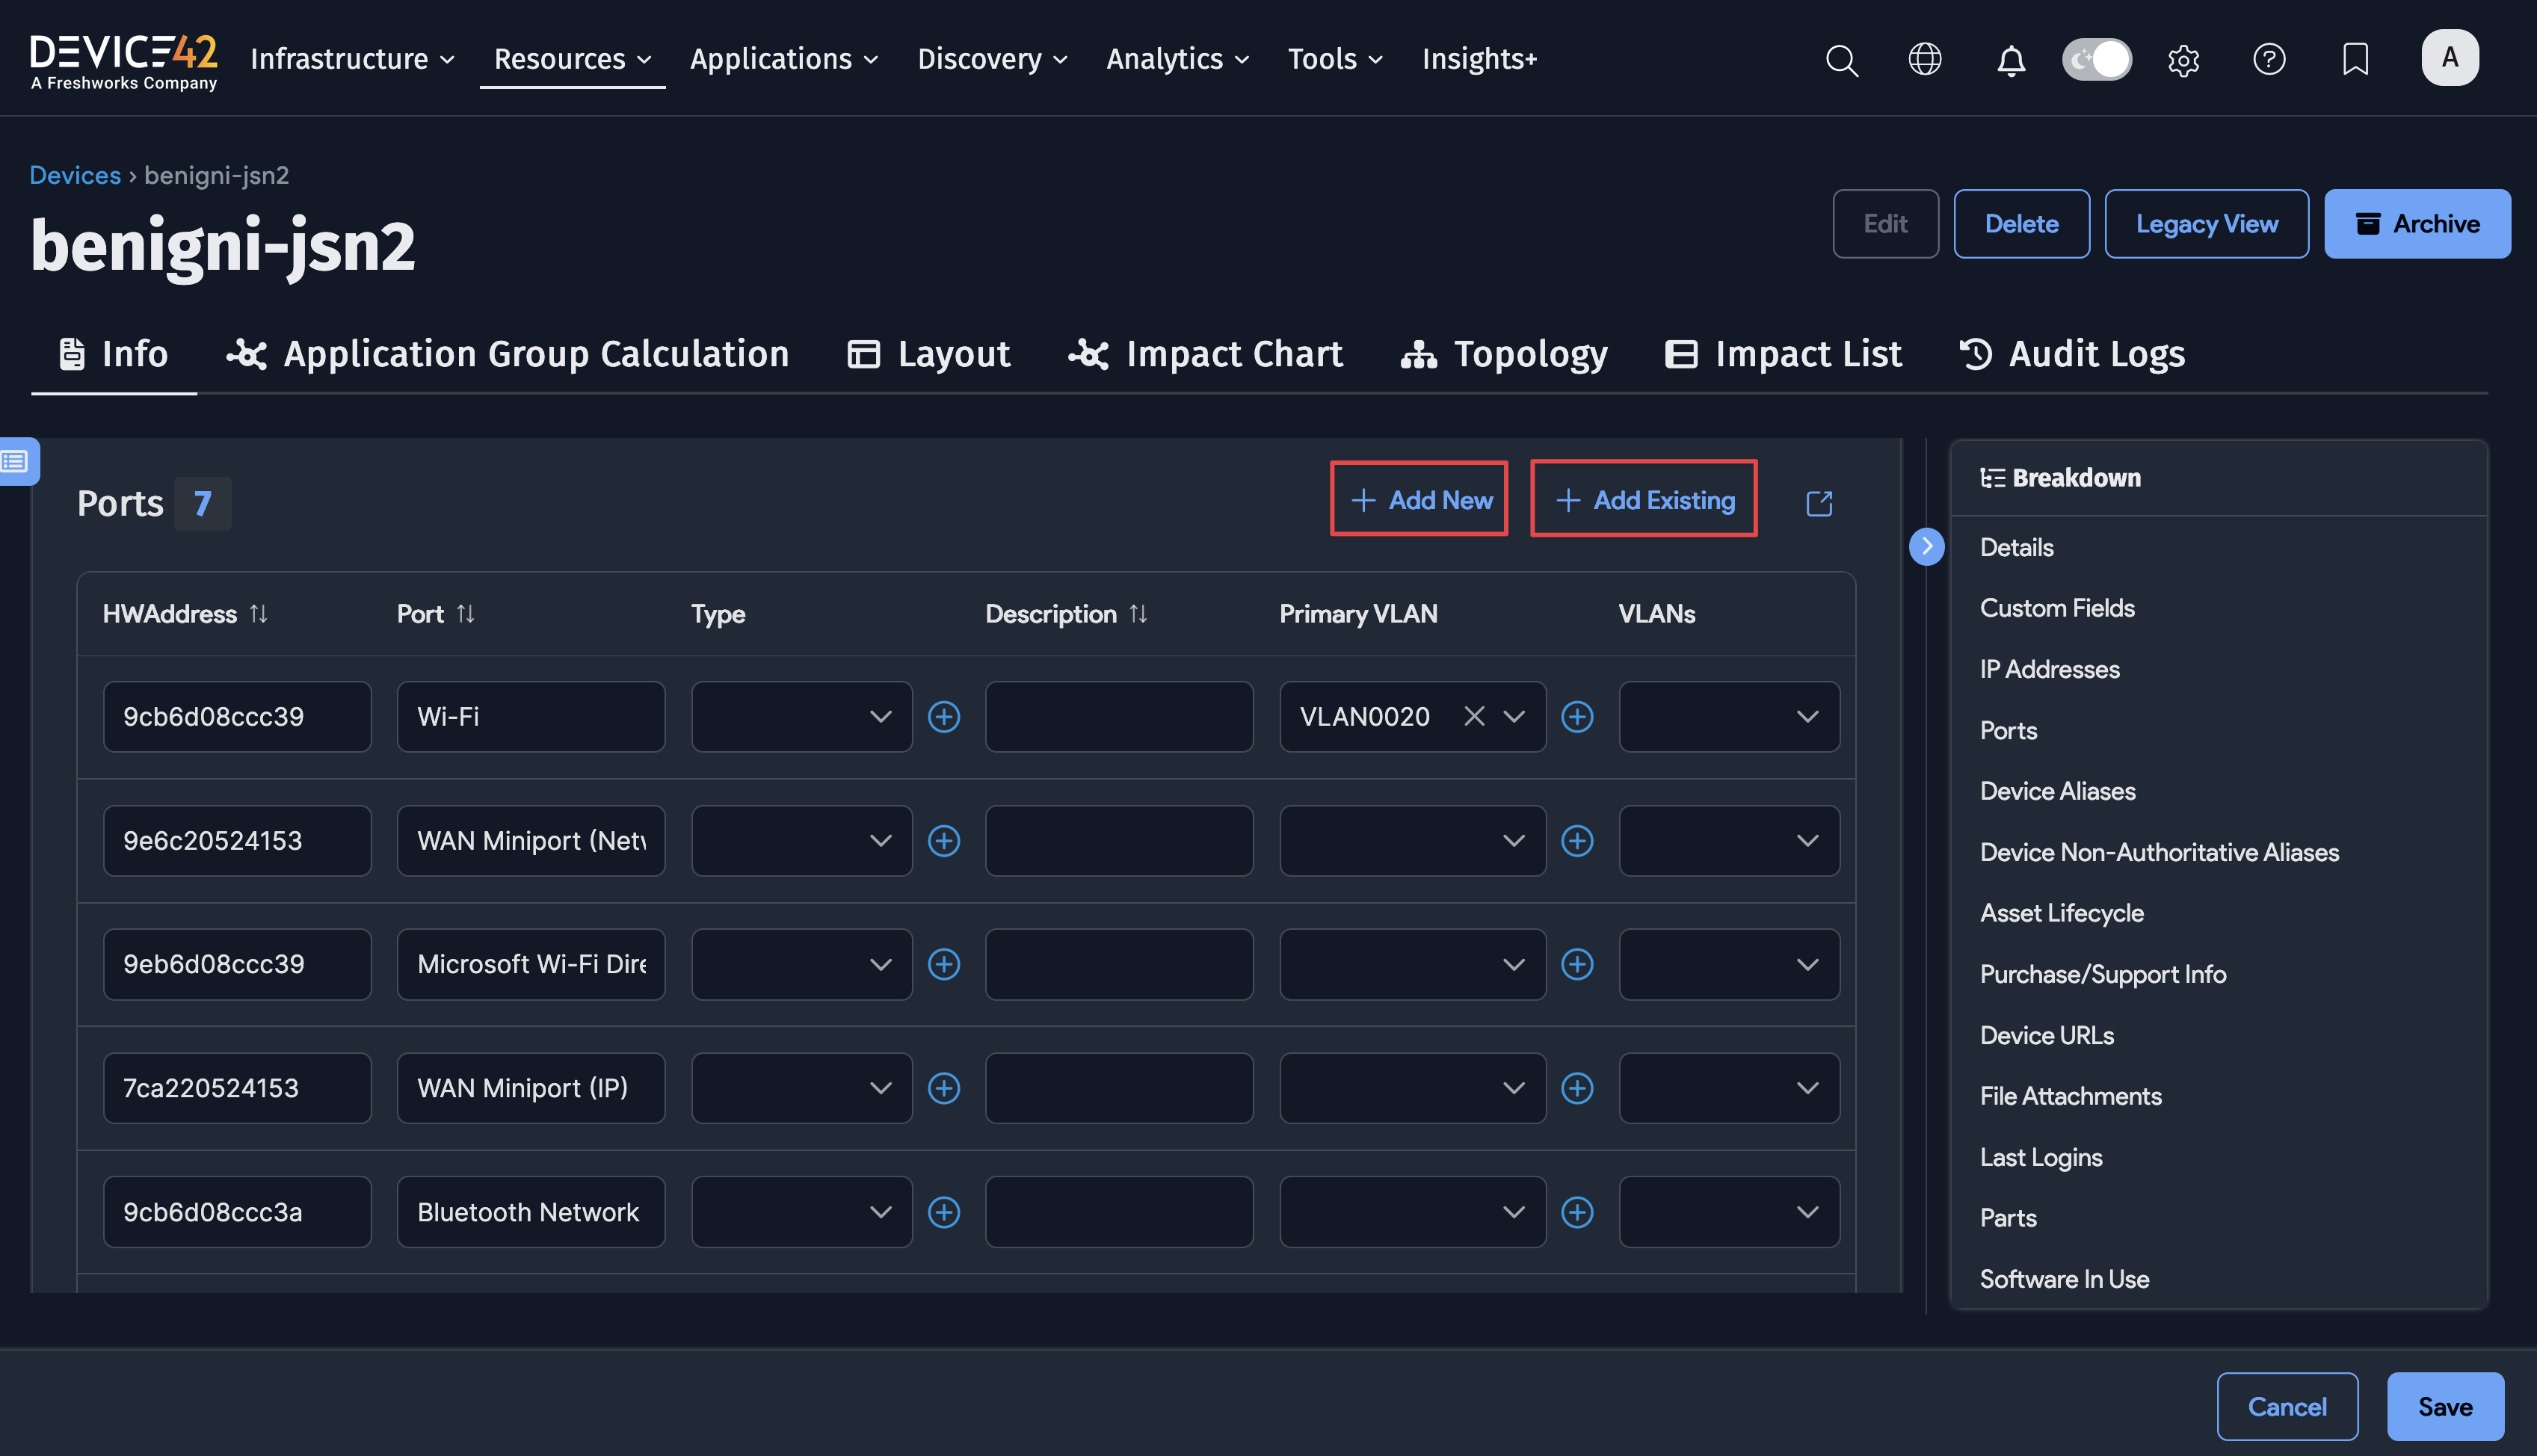 DEVICE42
A Freshworks Company
Infrastructure Resources Applications Discovery Analytics Tools Insights+
A
Devices › benigni-jsn2
benigni-jsn2
Edit Delete Legacy View Archive
Info Application Group Calculation Layout Impact Chart Topology Impact List Audit Logs
Ports 7
Add New Add Existing
HWAddress Port Type Description Primary VLAN VLANs
9cb6d08ccc39 Wi-Fi VLAN0020
9e6c20524153 WAN Miniport (Netw
9eb6d08ccc39 Microsoft Wi-Fi Dire
7ca220524153 WAN Miniport (IP)
9cb6d08ccc3a Bluetooth Network
Breakdown
Details
Custom Fields
IP Addresses
Ports
Device Aliases
Device Non-Authoritative Aliases
Asset Lifecycle
Purchase/Support Info
Device URLs
File Attachments
Last Logins
Parts
Software In Use
Cancel Save